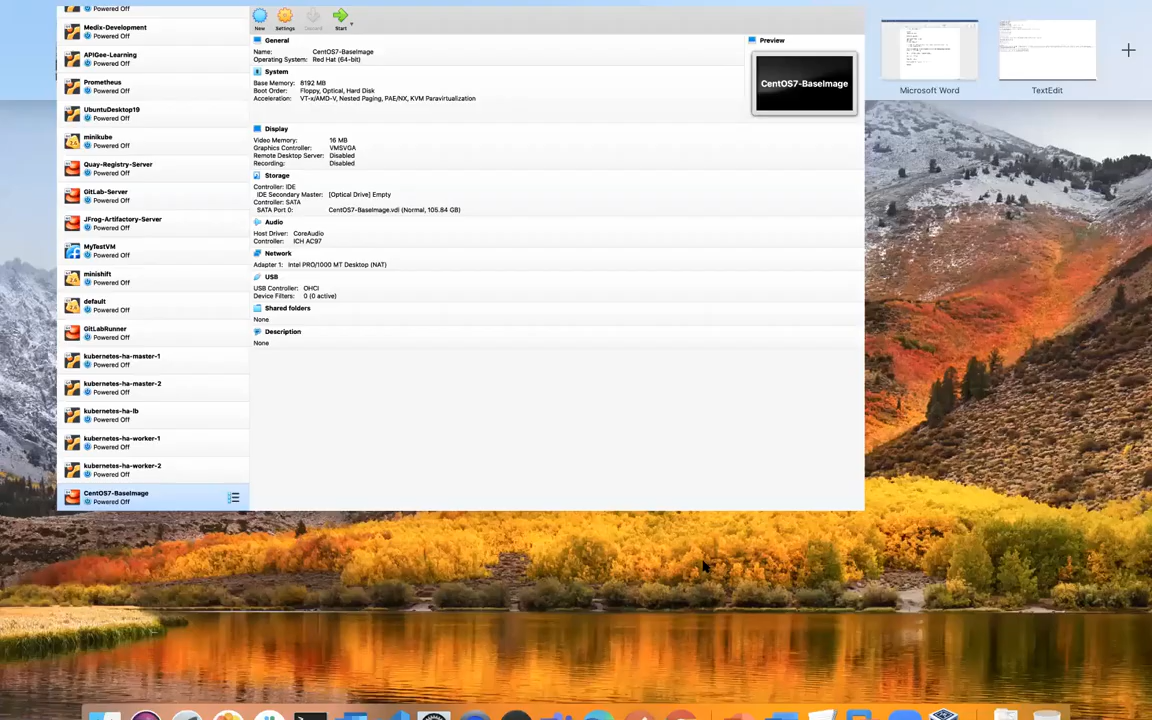 Powered Off
Medix-Development
Powered Off
APIGee-Learning
Powered Off
Prometheus
Powered Off
UbuntuDesktop19
Powered Off
minikube
Powered Off
Quay-Registry-Server
Powered Off
GitLab-Server
Powered Off
JFrog-Artifactory-Server
Powered Off
MyTestVM
Powered Off
minishift
Powered Off
default
Powered Off
GitLabRunner
Powered Off
kubernetes-ha-master-1
Powered Off
kubernetes-ha-master-2
Powered Off
kubernetes-ha-lb
Powered Off
kubernetes-ha-worker-1
Powered Off
kubernetes-ha-worker-2
Powered Off
CentOS7-BaseImage
Powered Off
New Settings Discard Start
General
Name: CentOS7-BaseImage
Operating System: Red Hat (64-bit)
System
Base Memory: 8192 MB
Boot Order: Floppy, Optical, Hard Disk
Acceleration: VT-x/AMD-V, Nested Paging, PAE/NX, KVM Paravirtualization
Display
Video Memory: 16 MB
Graphics Controller: VMSVGA
Remote Desktop Server: Disabled
Recording: Disabled
Storage
Controller: IDE
IDE Secondary Master: [Optical Drive] Empty
Controller: SATA
SATA Port 0: CentOS7-BaseImage.vdi (Normal, 105.84 GB)
Audio
Host Driver: CoreAudio
Controller: ICH AC97
Network
Adapter 1: Intel PRO/1000 MT Desktop (NAT)
USB
USB Controller: OHCI
Device Filters: 0 (0 active)
Shared folders
None
Description
None
Preview
CentOS7-BaseImage
Microsoft Word
TextEdit